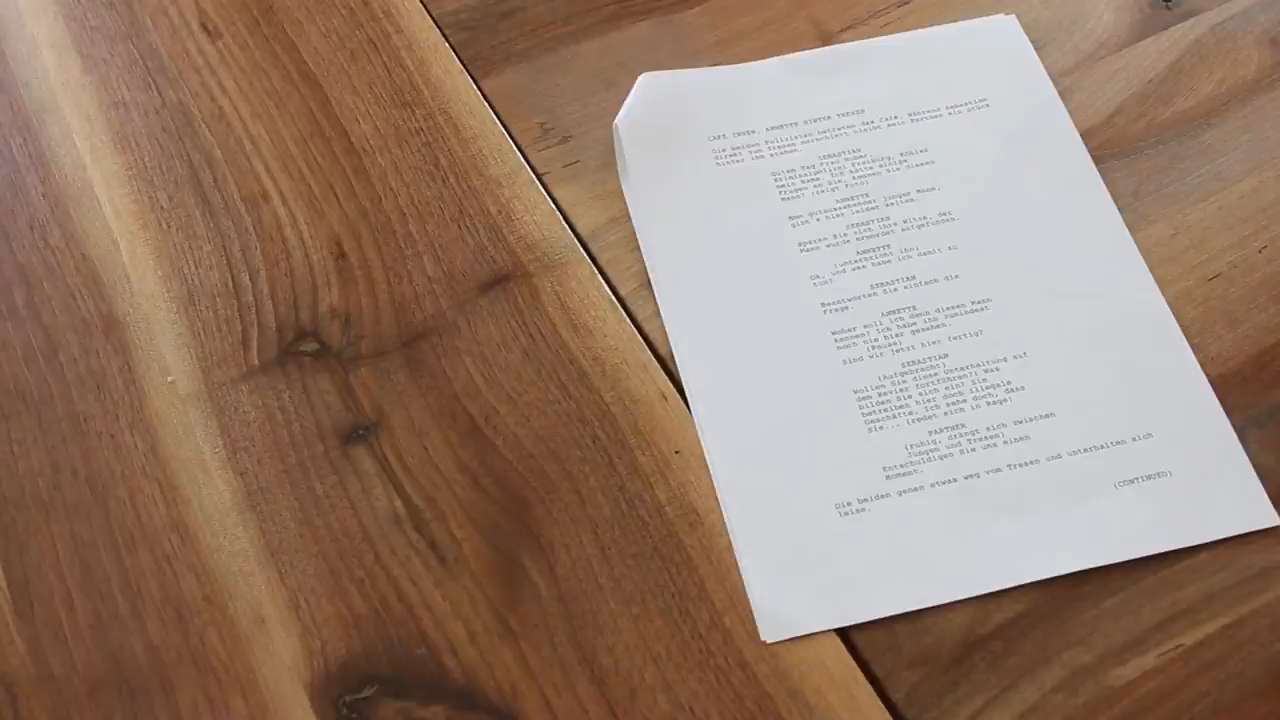 CAFE INNEN. ANNETTE HINTER TRESEN
Die beiden Polizisten betreten das Café. Während Sebastian
direkt zum Tresen marschiert bleibt sein Partner ein Stück
hinter ihm stehen.
SEBASTIAN
Guten Tag Frau Huber.
Kriminalpolizei Freiburg, Köhler
mein Name. Ich hätte einige
Fragen an Sie, kennen Sie diesen
Mann? (zeigt Foto)
ANNETTE
Hmm gutaussehender junger Mann,
gibt's hier leider selten.
SEBASTIAN
Sparen Sie sich ihre Witze, der
Mann wurde ermordet aufgefunden.
ANNETTE
(unterbricht ihn)
Ok, und was habe ich damit zu
tun?
SEBASTIAN
Beantworten Sie einfach die
Frage.
ANNETTE
Woher soll ich denn diesen Mann
kennen? Ich habe ihn zumindest
noch nie hier gesehen.
(Pause)
Sind wir jetzt hier fertig?
SEBASTIAN
(Aufgebracht)
Wollen Sie diese Unterhaltung auf
dem Revier fortführen?! Was
bilden Sie sich ein? Sie
betreiben hier doch illegale
Geschäfte. Ich sehe doch, dass
Sie... (redet sich in Rage)
PARTNER
(ruhig, drängt sich zwischen
Jungen und Tresen)
Entschuldigen Sie uns einen
Moment.
Die beiden gehen etwas weg vom Tresen und unterhalten sich
leise.
(CONTINUED)